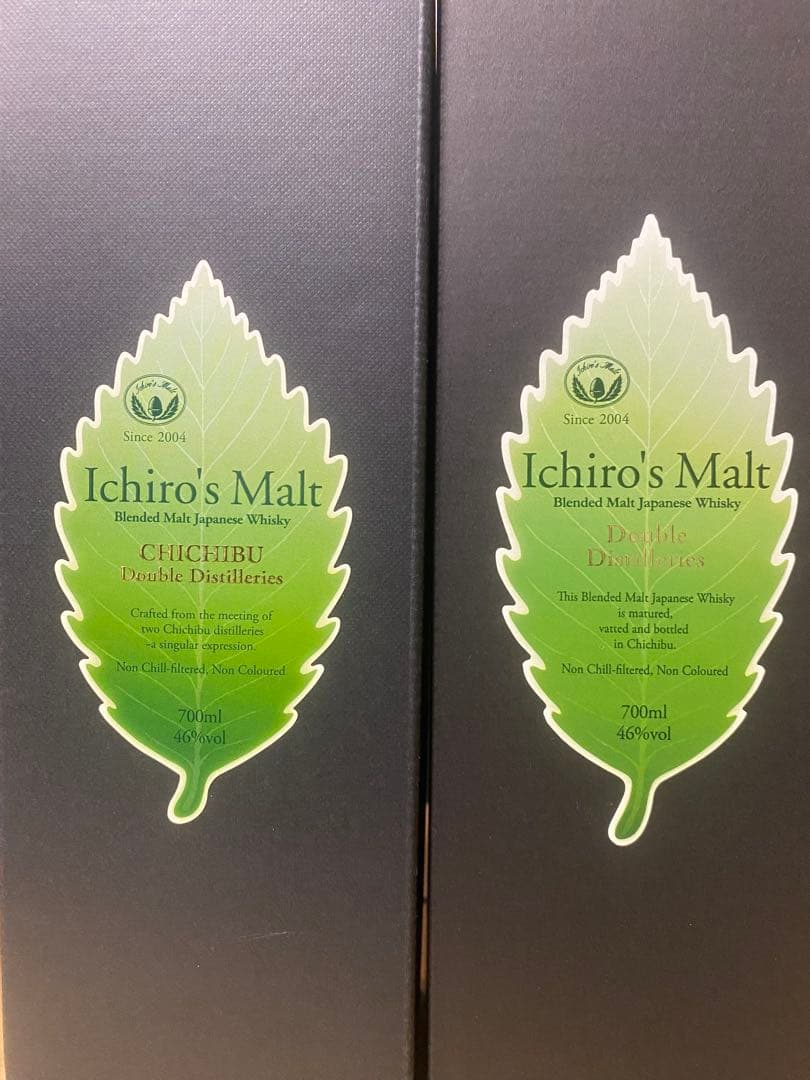 Ichiro's Malt
Since 2004
Ichiro's Malt
Blended Malt Japanese Whisky
CHICHIBU
Double Distilleries
Crafted from the meeting of
two Chichibu distilleries
-a singular expression.
Non Chill-filtered, Non Coloured
700ml
46%vol
Ichiro's Malt
Since 2004
Ichiro's Malt
Blended Malt Japanese Whisky
Double
Distilleries
This Blended Malt Japanese Whisky
is matured,
vatted and bottled
in Chichibu.
Non Chill-filtered, Non Coloured
700ml
46%vol